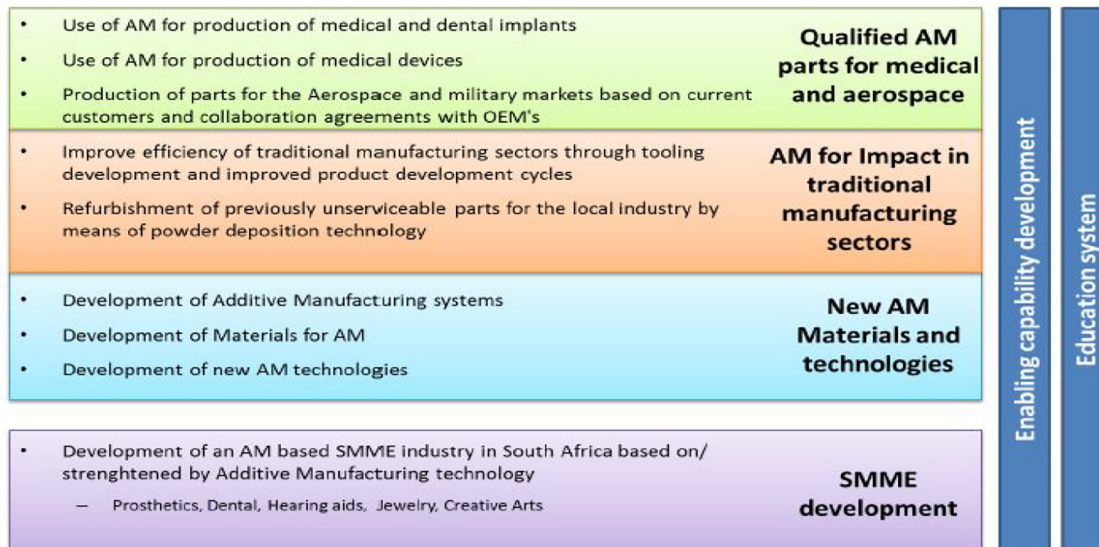 • Use of AM for production of medical and dental implants
• Use of AM for production of medical devices
• Production of parts for the Aerospace and military markets based on current
customers and collaboration agreements with OEM's
Qualified AM
parts for medical
and aerospace
• Improve efficiency of traditional manufacturing sectors through tooling
development and improved product development cycles
• Refurbishment of previously unserviceable parts for the local industry by
means of powder deposition technology
AM for Impact in
traditional
manufacturing
sectors
• Development of Additive Manufacturing systems
• Development of Materials for AM
• Development of new AM technologies
New AM
Materials and
technologies
• Development of an AM based SMME industry in South Africa based on/
strenghtened by Additive Manufacturing technology
– Prosthetics, Dental, Hearing aids, Jewelry, Creative Arts
SMME
development
Enabling capability development
Education system